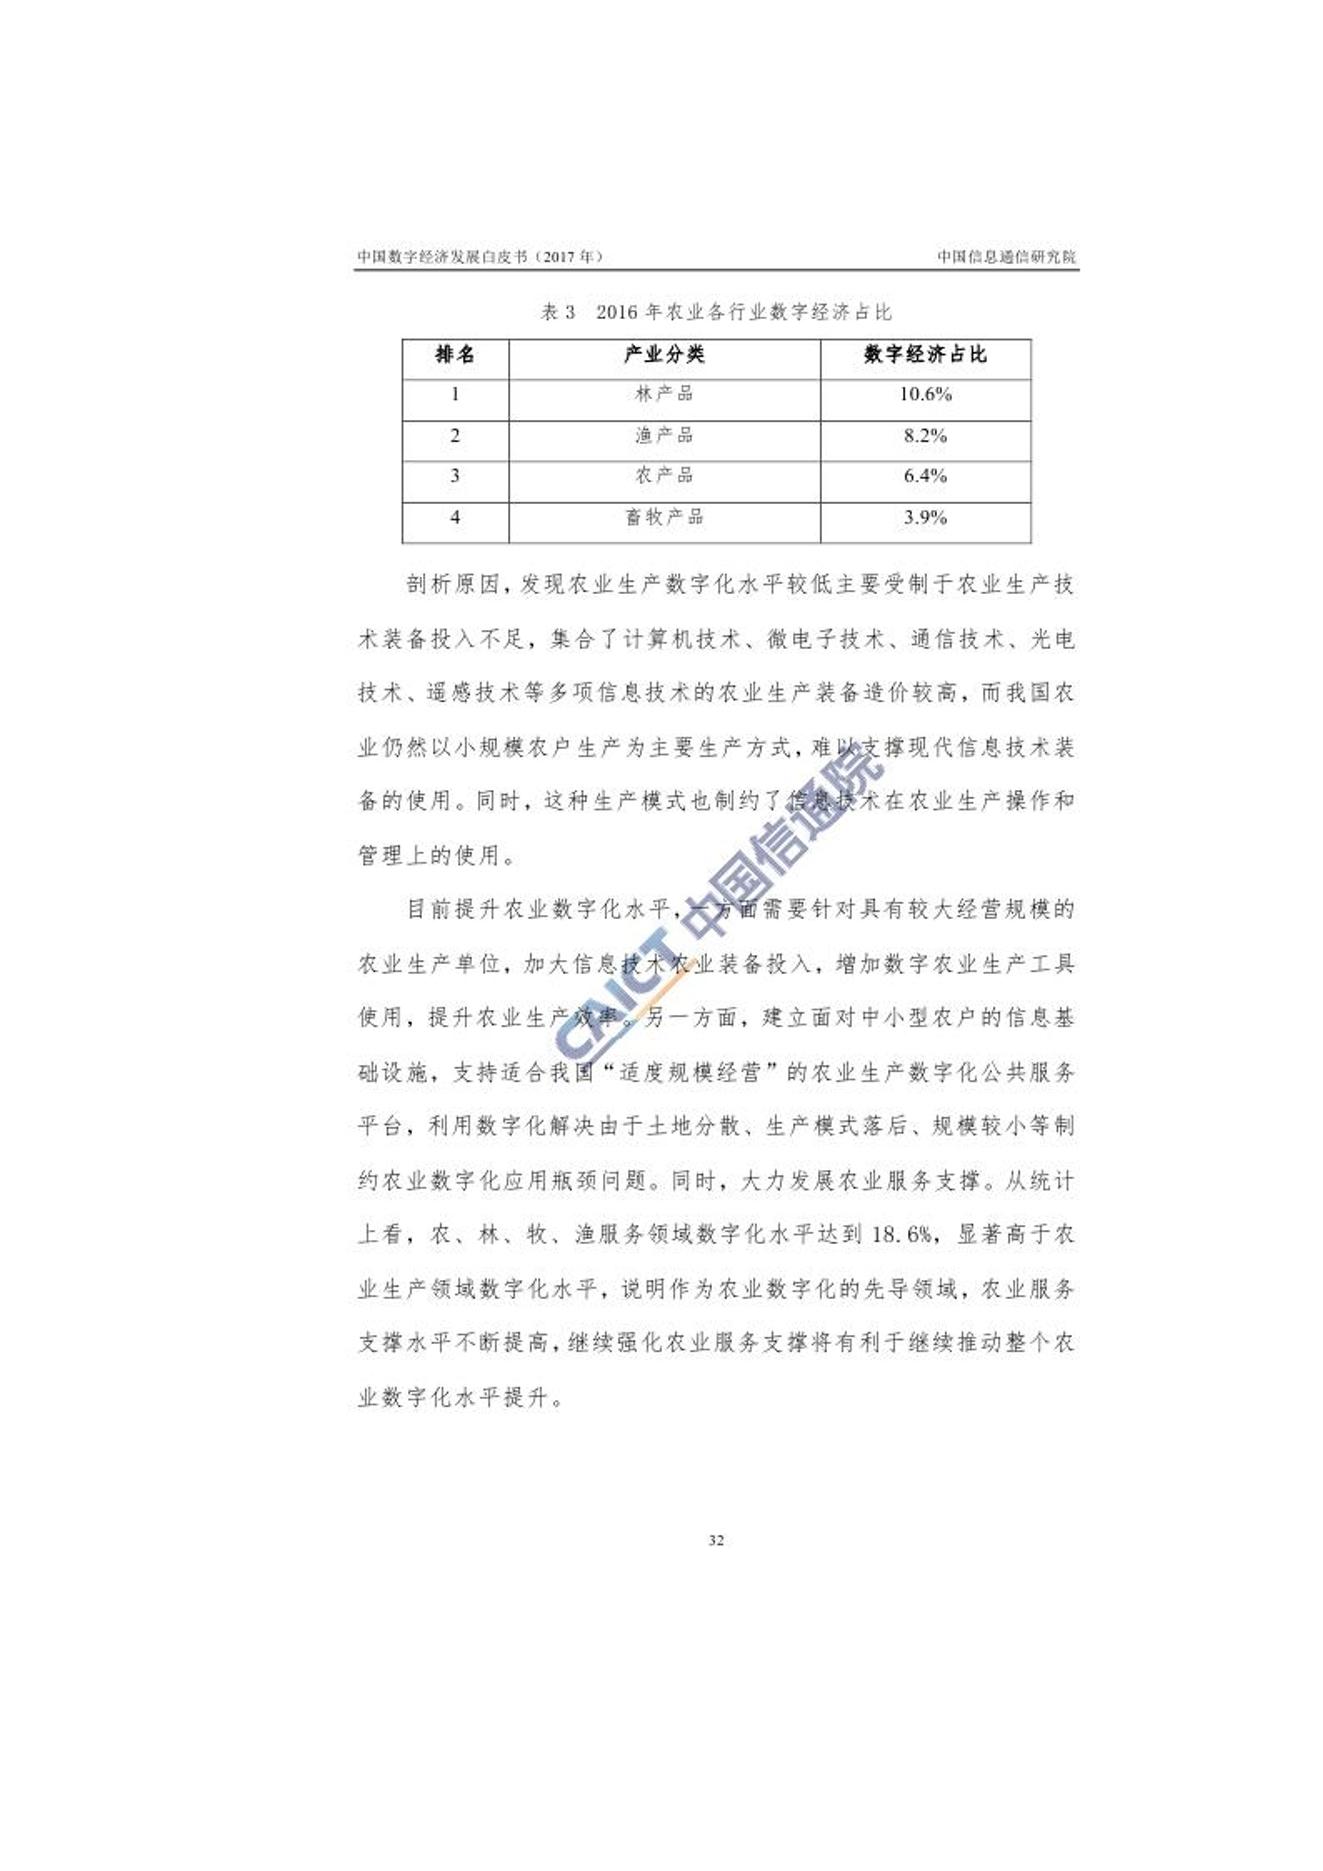 中国数字经济发展白皮书（2017 年） 中国信息通信研究院
表 3 2016 年农业各行业数字经济占比
排名 产业分类 数字经济占比
1 林产品 10.6%
2 渔产品 8.2%
3 农产品 6.4%
4 畜牧产品 3.9%
剖析原因，发现农业生产数字化水平较低主要受制于农业生产技
术装备投入不足，集合了计算机技术、微电子技术、通信技术、光电
技术、遥感技术等多项信息技术的农业生产装备造价较高，而我国农
业仍然以小规模农户生产为主要生产方式，难以支撑现代信息技术装
备的使用。同时，这种生产模式也制约了信息技术在农业生产操作和
管理上的使用。
目前提升农业数字化水平，一方面需要针对具有较大经营规模的
农业生产单位，加大信息技术农业装备投入，增加数字农业生产工具
使用，提升农业生产效率。另一方面，建立面对中小型农户的信息基
础设施，支持适合我国“适度规模经营”的农业生产数字化公共服务
平台，利用数字化解决由于土地分散、生产模式落后、规模较小等制
约农业数字化应用瓶颈问题。同时，大力发展农业服务支撑。从统计
上看，农、林、牧、渔服务领域数字化水平达到 18.6%，显著高于农
业生产领域数字化水平，说明作为农业数字化的先导领域，农业服务
支撑水平不断提高，继续强化农业服务支撑将有利于继续推动整个农
业数字化水平提升。
CAICT 中国信通院
32